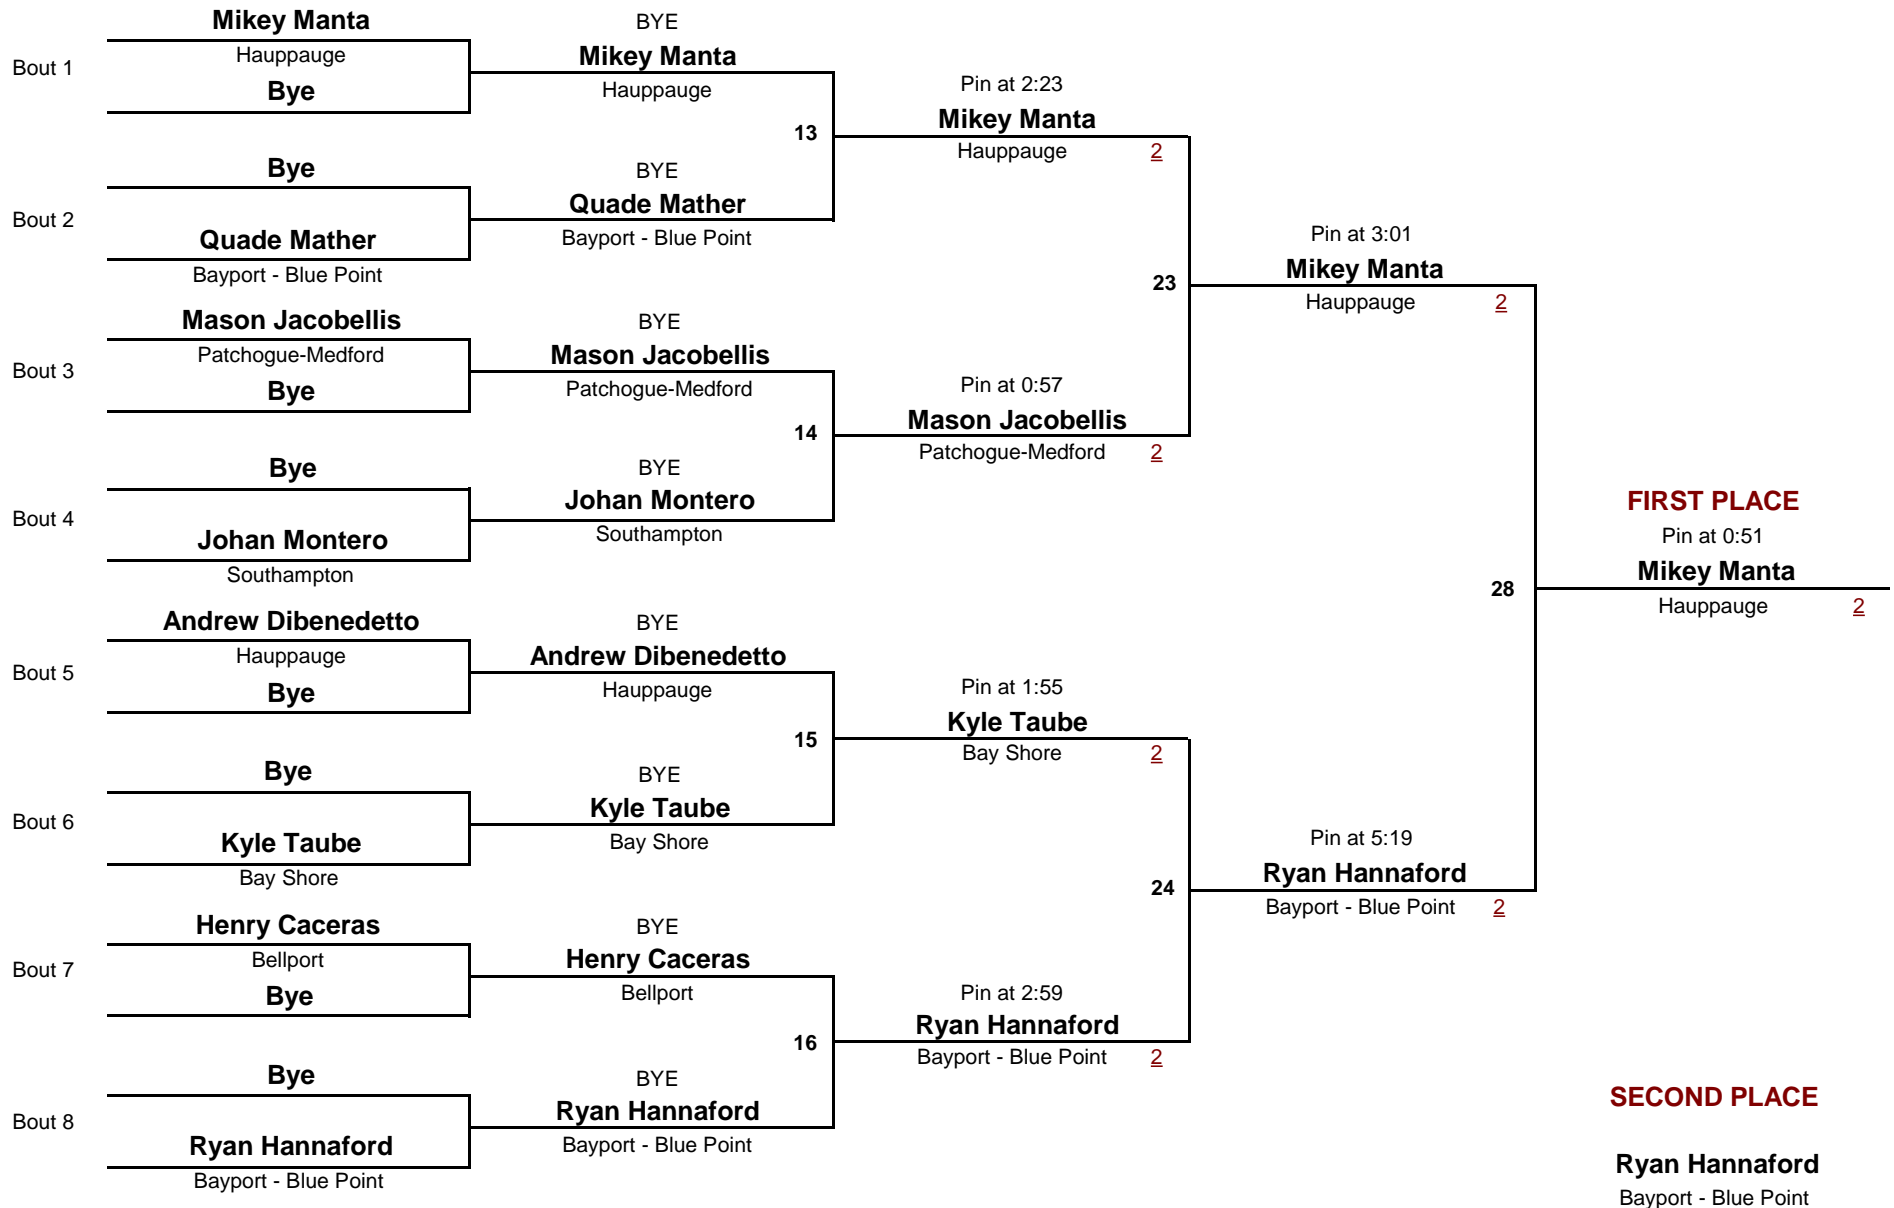 Mikey Manta
Hauppauge
Bout 1
Bye
Bye
Bout 2
Quade Mather
Bayport - Blue Point
Mason Jacobellis
Patchogue-Medford
Bout 3
Bye
Bye
Bout 4
Johan Montero
Southampton
Andrew Dibenedetto
Hauppauge
Bout 5
Bye
Bye
Bout 6
Kyle Taube
Bay Shore
Henry Caceras
Bellport
Bout 7
Bye
Bye
Bout 8
Ryan Hannaford
Bayport - Blue Point
BYE
Mikey Manta
Hauppauge
13
BYE
Quade Mather
Bayport - Blue Point
BYE
Mason Jacobellis
Patchogue-Medford
14
BYE
Johan Montero
Southampton
BYE
Andrew Dibenedetto
Hauppauge
15
BYE
Kyle Taube
Bay Shore
BYE
Henry Caceras
Bellport
16
BYE
Ryan Hannaford
Bayport - Blue Point
Pin at 2:23
Mikey Manta
Hauppauge 2
23
Pin at 0:57
Mason Jacobellis
Patchogue-Medford 2
Pin at 1:55
Kyle Taube
Bay Shore 2
24
Pin at 2:59
Ryan Hannaford
Bayport - Blue Point 2
Pin at 3:01
Mikey Manta
Hauppauge 2
28
Pin at 5:19
Ryan Hannaford
Bayport - Blue Point 2
FIRST PLACE
Pin at 0:51
Mikey Manta
Hauppauge 2
SECOND PLACE
Ryan Hannaford
Bayport - Blue Point